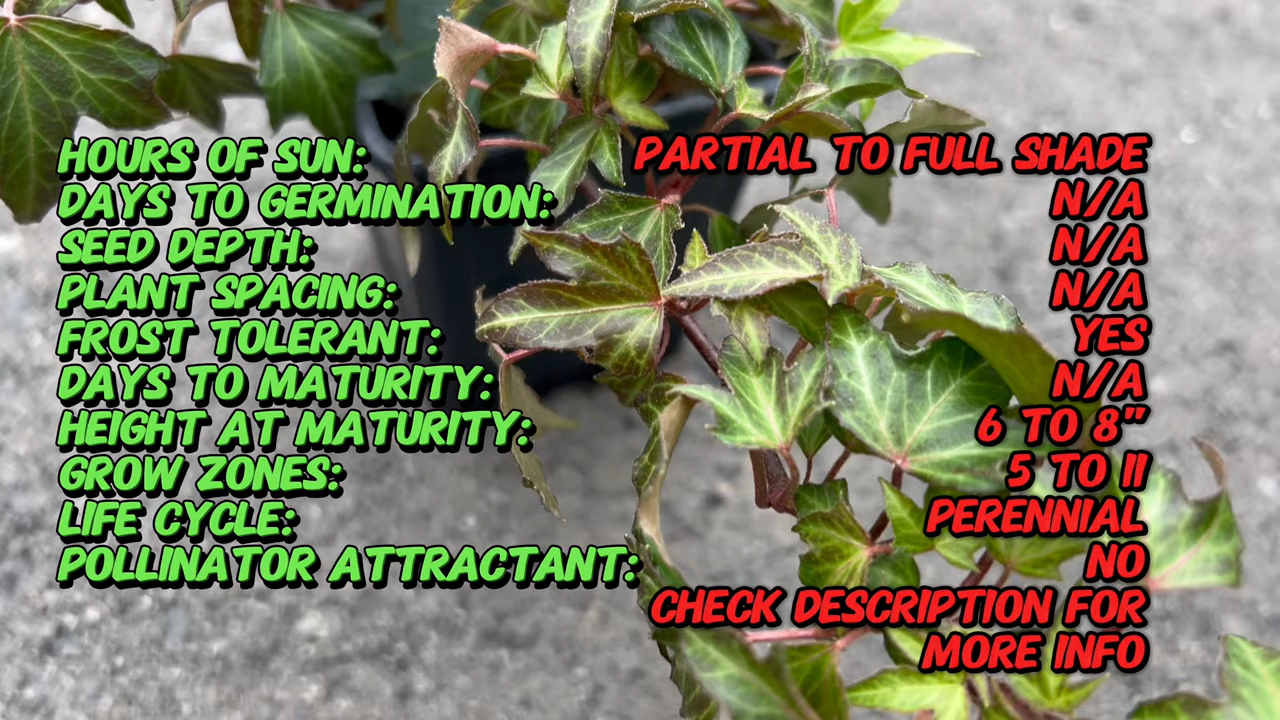 HOURS OF SUN: PARTIAL TO FULL SHADE
DAYS TO GERMINATION: N/A
SEED DEPTH: N/A
PLANT SPACING: N/A
FROST TOLERANT: YES
DAYS TO MATURITY: N/A
HEIGHT AT MATURITY: 6 TO 8"
GROW ZONES: 5 TO 11
LIFE CYCLE: PERENNIAL
POLLINATOR ATTRACTANT: NO
CHECK DESCRIPTION FOR
MORE INFO